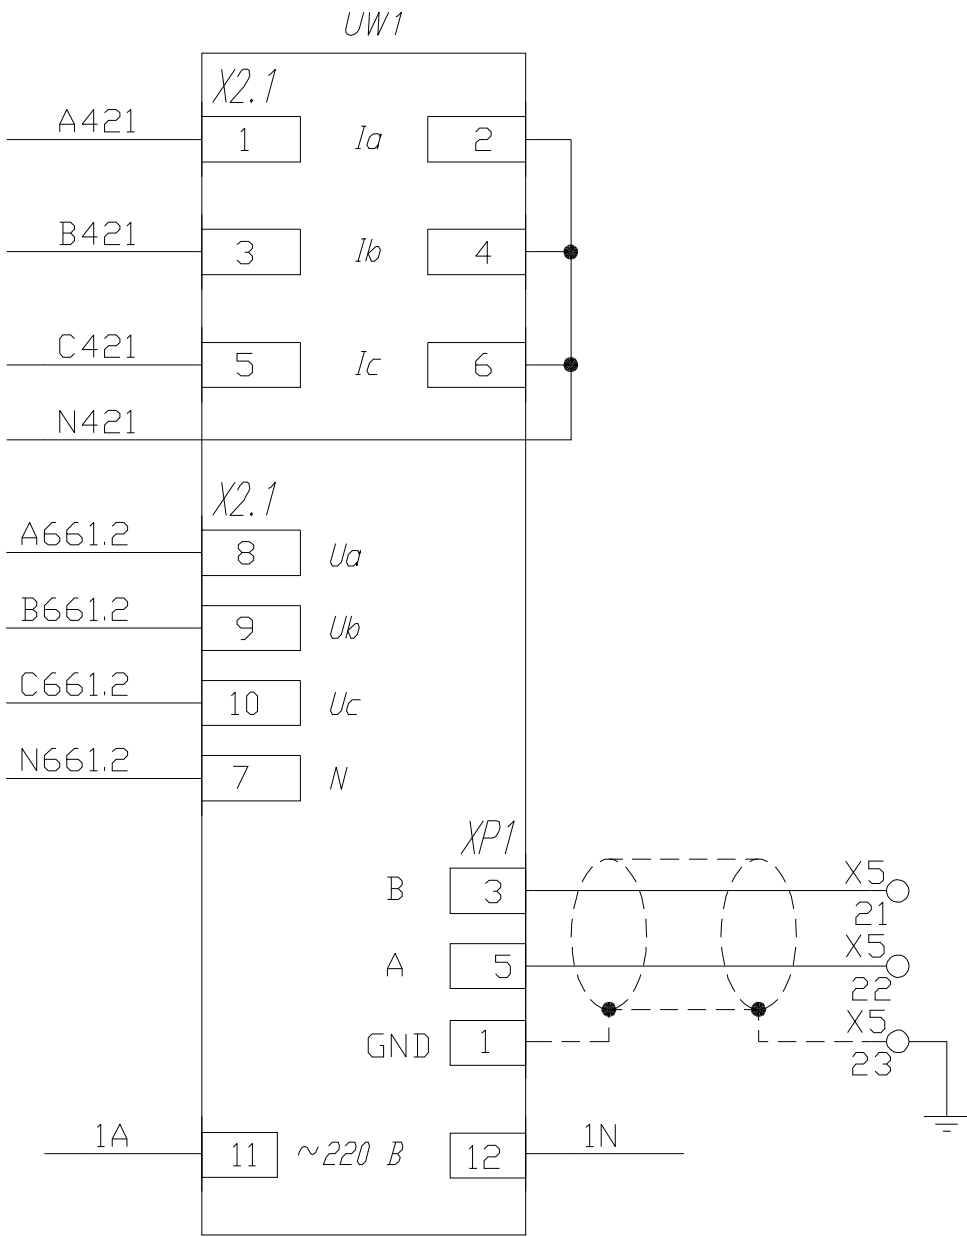 UW1
X2.1
A421
1 Ia 2
B421
3 Ib 4
C421
5 Ic 6
N421
X2.1
A661.2
8 Ua
B661.2
9 Ub
C661.2
10 Uc
N661.2
7 N
XP1
B 3 X5
21
A 5 X5
22
GND 1 X5
23
1A 11 ~220 В 12 1N